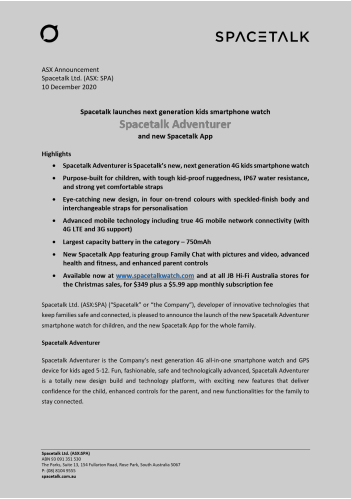 SPACETALK
ASX Announcement
Spacetalk Ltd. (ASX: SPA)
10 December 2020
Spacetalk launches next generation kids smartphone watch
Spacetalk Adventurer
and new Spacetalk App
Highlights
• Spacetalk Adventurer is Spacetalk's new, next generation 4G kids smartphone watch
• Purpose-built for children, with tough kid-proof ruggedness, IP67 water resistance,
and strong yet comfortable straps
• Eye-catching new design, in four on-trend colours with speckled-finish body and
interchangeable straps for personalisation
• Advanced mobile technology including true 4G mobile network connectivity (with
4G LTE and 3G support)
• Largest capacity battery in the category – 750mAh
• New Spacetalk App featuring group Family Chat with pictures and video, advanced
health and fitness, and enhanced parent controls
• Available now at www.spacetalkwatch.com and at all JB Hi-Fi Australia stores for
the Christmas sales, for $349 plus a $5.99 app monthly subscription fee
Spacetalk Ltd. (ASX:SPA) ("Spacetalk" or "the Company"), developer of innovative technologies that
keep families safe and connected, is pleased to announce the launch of the new Spacetalk Adventurer
smartphone watch for children, and the new Spacetalk App for the whole family.
Spacetalk Adventurer
Spacetalk Adventurer is the Company's next generation 4G all-in-one smartphone watch and GPS
device for kids aged 5-12. Fun, fashionable, safe and technologically advanced, Spacetalk Adventurer
is a totally new design build and technology platform, with exciting new features that deliver
confidence for the child, enhanced controls for the parent, and new functionalities for the family to
stay connected.
Spacetalk Ltd. (ASX:SPA)
ABN 93 091 351 530
The Parks, Suite 13, 154 Fullarton Road, Rose Park, South Australia 5067
P: (08) 8104 9555
spacetalk.com.au